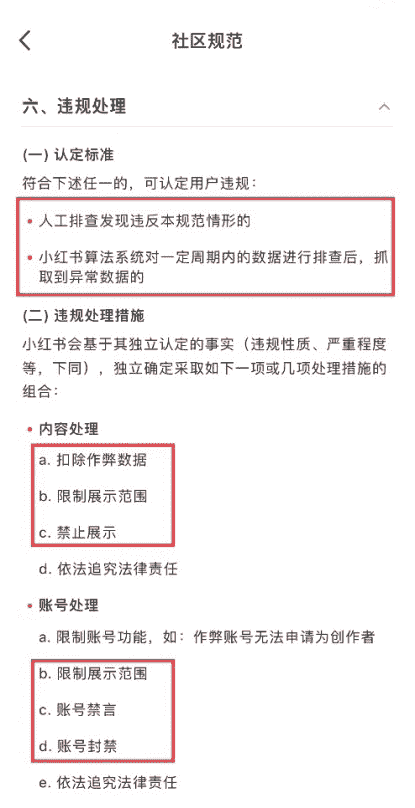 社区规范
六、违规处理
(一) 认定标准
符合下述任一的，可认定用户违规：
• 人工排查发现违反本规范情形的
• 小红书算法系统对一定周期内的数据进行排查后，抓
取到异常数据的
(二) 违规处理措施
小红书会基于其独立认定的事实（违规性质、严重程度
等，下同），独立确定采取如下一项或几项处理措施的
组合：
• 内容处理
a. 扣除作弊数据
b. 限制展示范围
c. 禁止展示
d. 依法追究法律责任
• 账号处理
a. 限制账号功能，如：作弊账号无法申请为创作者
b. 限制展示范围
c. 账号禁言
d. 账号封禁
e. 依法追究法律责任